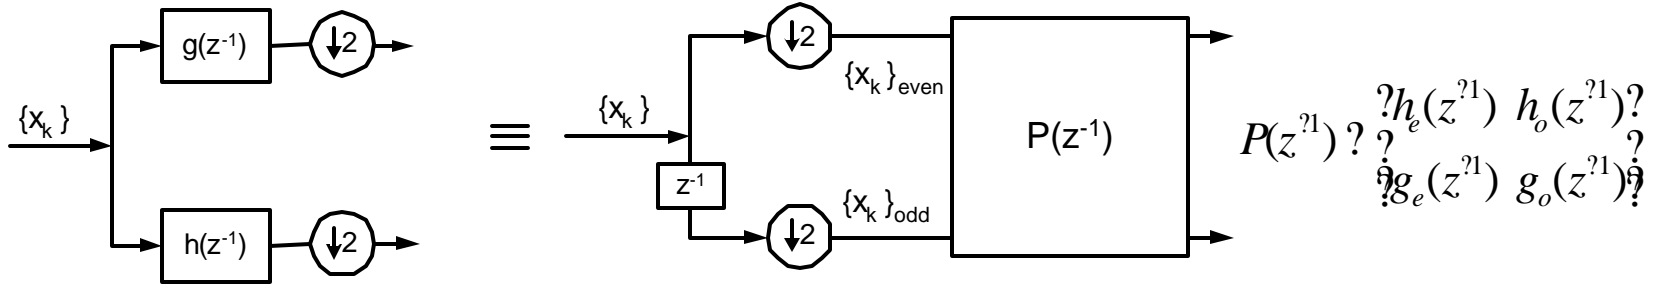 g(z⁻¹) ↓2
{xₖ}
h(z⁻¹) ↓2
≡
{xₖ}
z⁻¹
↓2
{xₖ}even
↓2
{xₖ}odd
P(z⁻¹)
P(z^?1) ?
?hₑ(z^?1) hₒ(z^?1)?
? ?
?gₑ(z^?1) gₒ(z^?1)?